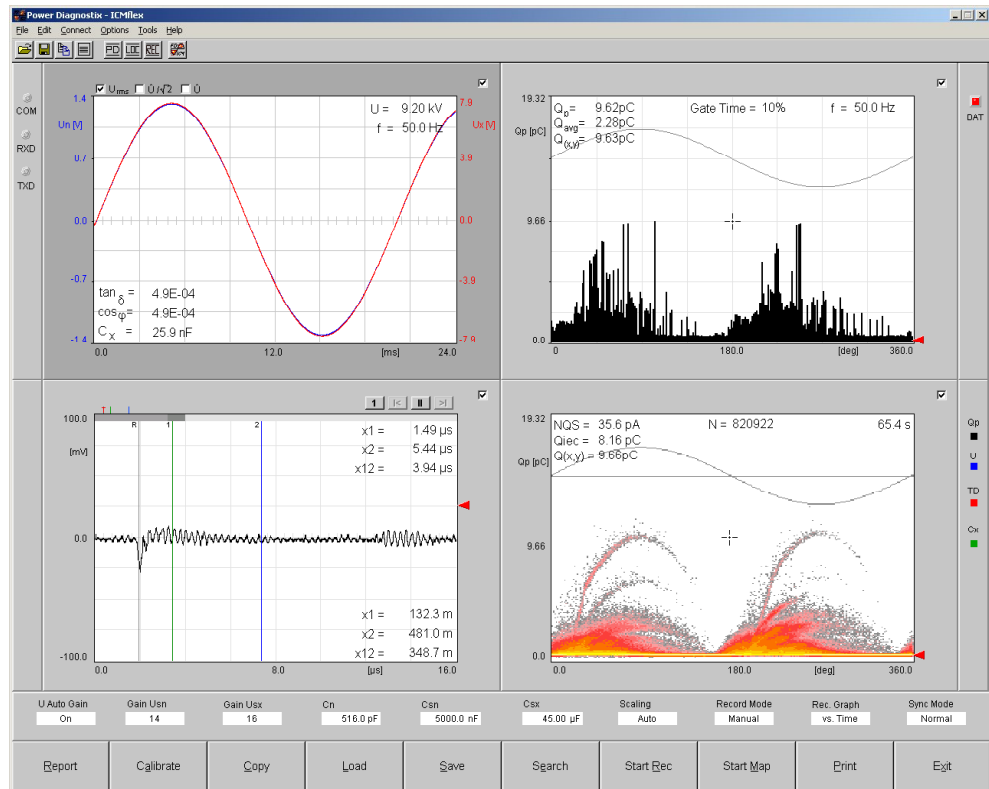 Power Diagnostix - ICMflex
File Edit Connect Options Tools Help
PD LOC REC
COM
RXD
TXD
Urms Û/√2 Û
1.4
Un [V]
0.7
0.0
-0.7
-1.4
U = 9.20 kV
f = 50.0 Hz
7.9
Ux [V]
3.9
0.0
-3.9
-7.9
tan δ = 4.9E-04
cos φ = 4.9E-04
Cx = 25.9 nF
0.0 12.0 [ms] 24.0
19.32
Qp [pC]
9.66
0.0
Qp = 9.62pC
Qavg = 2.28pC
Q(x,y) = 9.63pC
Gate Time = 10% f = 50.0 Hz
0 180.0 [deg] 360.0
DAT
T
100.0
[mV]
0.0
-100.0
R 1 2
1 |< II >|
x1 = 1.49 µs
x2 = 5.44 µs
x12 = 3.94 µs
x1 = 132.3 m
x2 = 481.0 m
x12 = 348.7 m
0.0 8.0 [µs] 16.0
19.32
Qp [pC]
9.66
0.0
NQS = 35.6 pA N = 820922 65.4 s
Qiec = 8.16 pC
Q(x,y) = 9.66pC
0.0 180.0 [deg] 360.0
Qp
U
TD
Cx
U Auto Gain Gain Usn Gain Usx Cn Csn Csx Scaling Record Mode Rec. Graph Sync Mode
On 14 16 516.0 pF 5000.0 nF 45.00 µF Auto Manual vs. Time Normal
Report Calibrate Copy Load Save Search Start Rec Start Map Print Exit